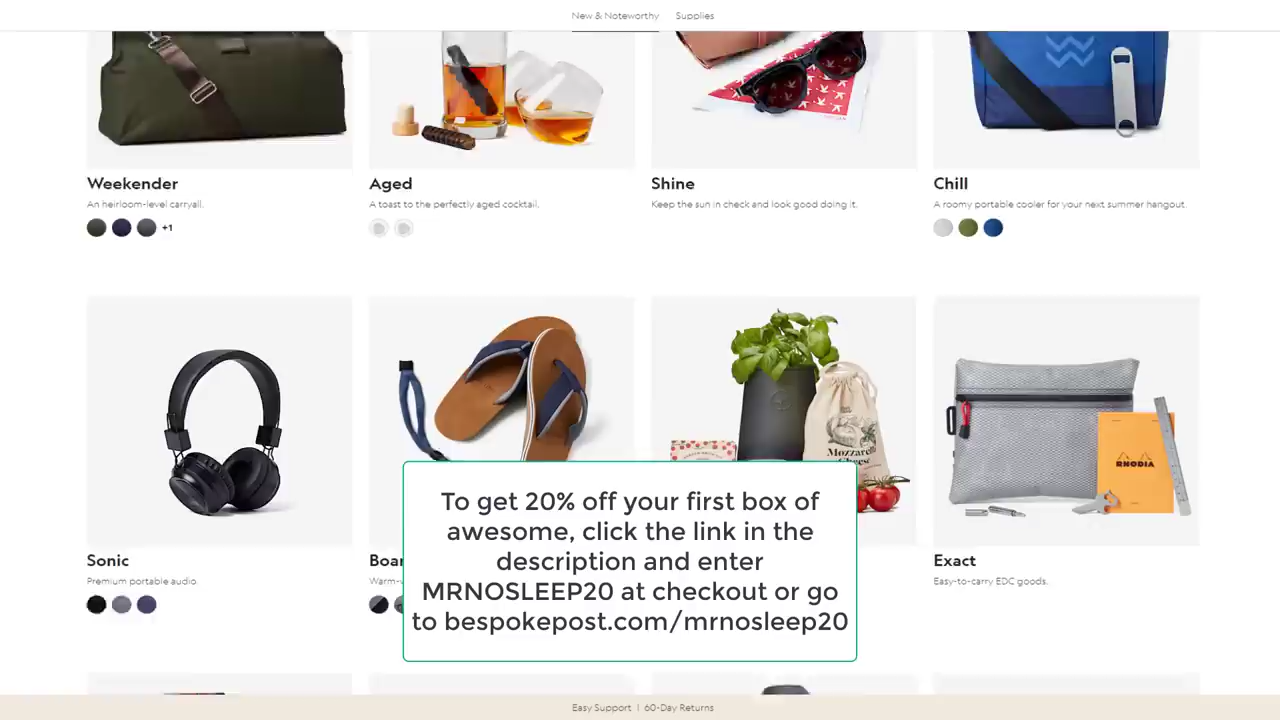 New & Noteworthy Supplies
Weekender
An heirloom-level carryall.
+1
Aged
A toast to the perfectly aged cocktail.
Shine
Keep the sun in check and look good doing it.
Chill
A roomy portable cooler for your next summer hangout.
Mozzarella
Cheese
RHODIA
Sonic
Premium portable audio.
Boar
Warm-w
Exact
Easy-to-carry EDC goods.
To get 20% off your first box of
awesome, click the link in the
description and enter
MRNOSLEEP20 at checkout or go
to bespokepost.com/mrnosleep20
Easy Support | 60-Day Returns